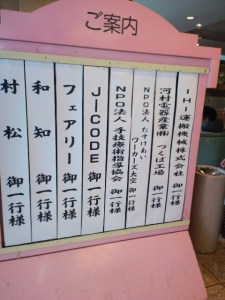 ご案内
IHI運搬機械株式会社 御一行様
河村電器産業㈱ つくば工場 御一行様
NPO法人 たすけあい
ワーカーズ大空 御一行様
NPO法人 手技療術指導協会 御一行様
JICODE 御一行様
フェアリー 御一行様
和知 御一行様
村松 御一行様